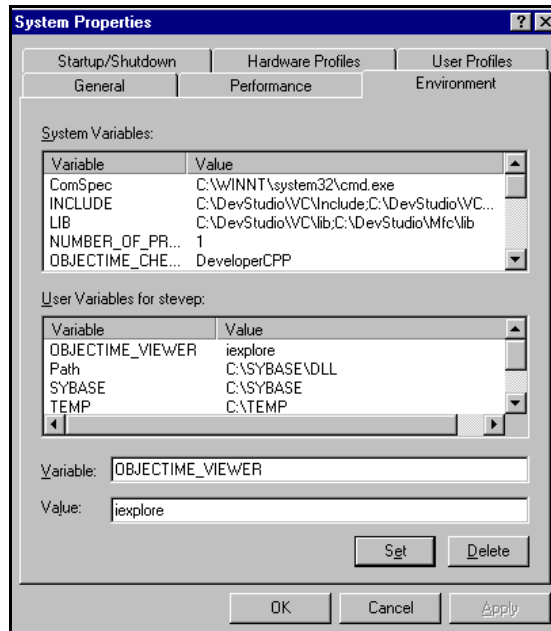 System Properties
Startup/Shutdown Hardware Profiles User Profiles
General Performance Environment
System Variables:
Variable Value
ComSpec C:\WINNT\system32\cmd.exe
INCLUDE C:\DevStudio\VC\Include;C:\DevStudio\VC...
LIB C:\DevStudio\VC\lib;C:\DevStudio\Mfc\lib
NUMBER_OF_PR... 1
OBJECTIME_CHE... DeveloperCPP
User Variables for stevep:
Variable Value
OBJECTIME_VIEWER iexplore
Path C:\SYBASE\DLL
SYBASE C:\SYBASE
TEMP C:\TEMP
Variable: OBJECTIME_VIEWER
Value: iexplore
Set Delete
OK Cancel Apply